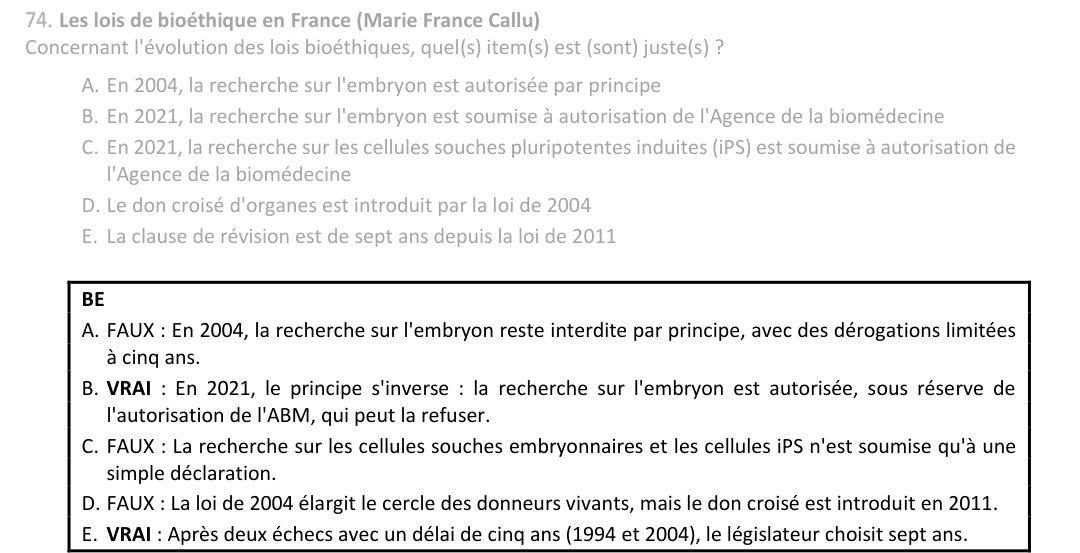 74. Les lois de bioéthique en France (Marie France Callu)
Concernant l'évolution des lois bioéthiques, quel(s) item(s) est (sont) juste(s) ?
A. En 2004, la recherche sur l'embryon est autorisée par principe
B. En 2021, la recherche sur l'embryon est soumise à autorisation de l'Agence de la biomédecine
C. En 2021, la recherche sur les cellules souches pluripotentes induites (iPS) est soumise à autorisation de
l'Agence de la biomédecine
D. Le don croisé d'organes est introduit par la loi de 2004
E. La clause de révision est de sept ans depuis la loi de 2011
BE
A. FAUX : En 2004, la recherche sur l'embryon reste interdite par principe, avec des dérogations limitées
à cinq ans.
B. VRAI : En 2021, le principe s'inverse : la recherche sur l'embryon est autorisée, sous réserve de
l'autorisation de l'ABM, qui peut la refuser.
C. FAUX : La recherche sur les cellules souches embryonnaires et les cellules iPS n'est soumise qu'à une
simple déclaration.
D. FAUX : La loi de 2004 élargit le cercle des donneurs vivants, mais le don croisé est introduit en 2011.
E. VRAI : Après deux échecs avec un délai de cinq ans (1994 et 2004), le législateur choisit sept ans.